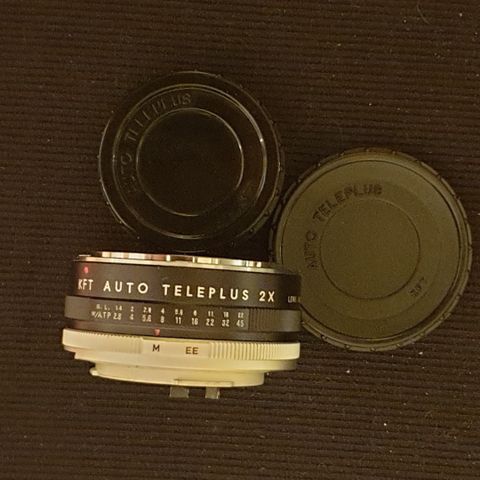 AUTO TELEPLUS
AUTO TELEPLUS
KFT AUTO TELEPLUS 2X
O.L. 1.4 2 2.8 4 5.6 8 11 16 22
W/ATP 2.8 4 5.6 8 11 16 22 32 45
M EE